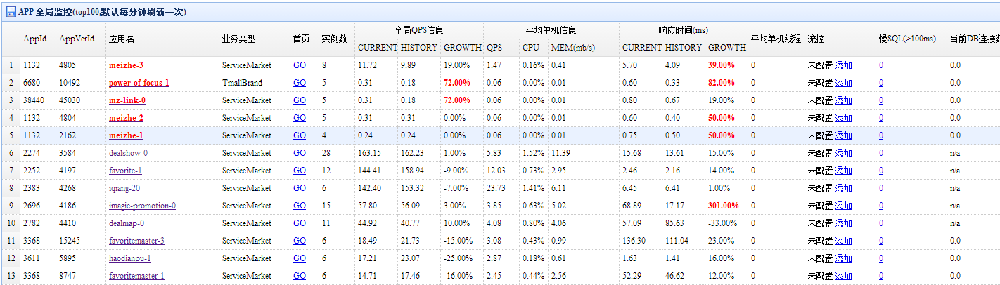 APP 全局监控(top100,默认每分钟刷新一次)
AppId AppVerId 应用名 业务类型 首页 实例数 全局QPS信息 平均单机信息 响应时间(ms) 平均单机线程 流控 慢SQL(>100ms) 当前DB连接数
CURRENT HISTORY GROWTH QPS CPU MEM(mb/s) CURRENT HISTORY GROWTH
1 1132 4805 meizhe-3 ServiceMarket GO 8 11.72 9.89 19.00% 1.47 0.16% 0.41 5.70 4.09 39.00% 0 未配置 添加 0 0.0
2 6680 10492 power-of-focus-1 TmallBrand GO 5 0.31 0.18 72.00% 0.06 0.00% 0.01 0.60 0.33 82.00% 0 未配置 添加 0 0.0
3 38440 45030 mz-link-0 ServiceMarket GO 5 0.31 0.18 72.00% 0.06 0.00% 0.01 0.80 0.67 19.00% 0 未配置 添加 0 0.0
4 1132 4804 meizhe-2 ServiceMarket GO 5 0.31 0.31 0.00% 0.06 0.00% 0.01 0.60 0.40 50.00% 0 未配置 添加 0 0.0
5 1132 2162 meizhe-1 ServiceMarket GO 4 0.24 0.24 0.00% 0.06 0.00% 0.01 0.75 0.50 50.00% 0 未配置 添加 0 0.0
6 2274 3584 dealshow-0 ServiceMarket GO 28 163.15 162.23 1.00% 5.83 1.52% 11.39 15.68 13.61 15.00% 0 未配置 添加 0 n/a
7 2252 4197 favorite-1 ServiceMarket GO 12 144.41 158.94 -9.00% 12.03 0.73% 2.95 2.46 2.16 14.00% 0 未配置 添加 0 n/a
8 2383 4268 iqiang-20 ServiceMarket GO 6 142.40 153.32 -7.00% 23.73 1.41% 6.11 6.45 6.41 1.00% 0 未配置 添加 0 n/a
9 2696 4186 imagic-promotion-0 ServiceMarket GO 15 57.80 56.09 3.00% 3.85 0.63% 5.02 68.89 17.17 301.00% 0 未配置 添加 0 n/a
10 2782 4410 dealmap-0 ServiceMarket GO 11 44.92 40.77 10.00% 4.08 0.80% 4.06 57.09 85.63 -33.00% 0 未配置 添加 0 0.0
11 3368 15245 favoritemaster-3 ServiceMarket GO 6 18.49 21.73 -15.00% 3.08 0.43% 0.99 136.30 111.04 23.00% 0 未配置 添加 0 0.0
12 3611 5895 haodianpu-1 ServiceMarket GO 6 17.21 23.07 -25.00% 2.87 0.18% 0.61 1.63 1.41 16.00% 0 未配置 添加 0 0.0
13 3368 8747 favoritemaster-1 ServiceMarket GO 6 14.71 17.46 -16.00% 2.45 0.44% 2.56 52.29 46.62 12.00% 0 未配置 添加 0 0.0